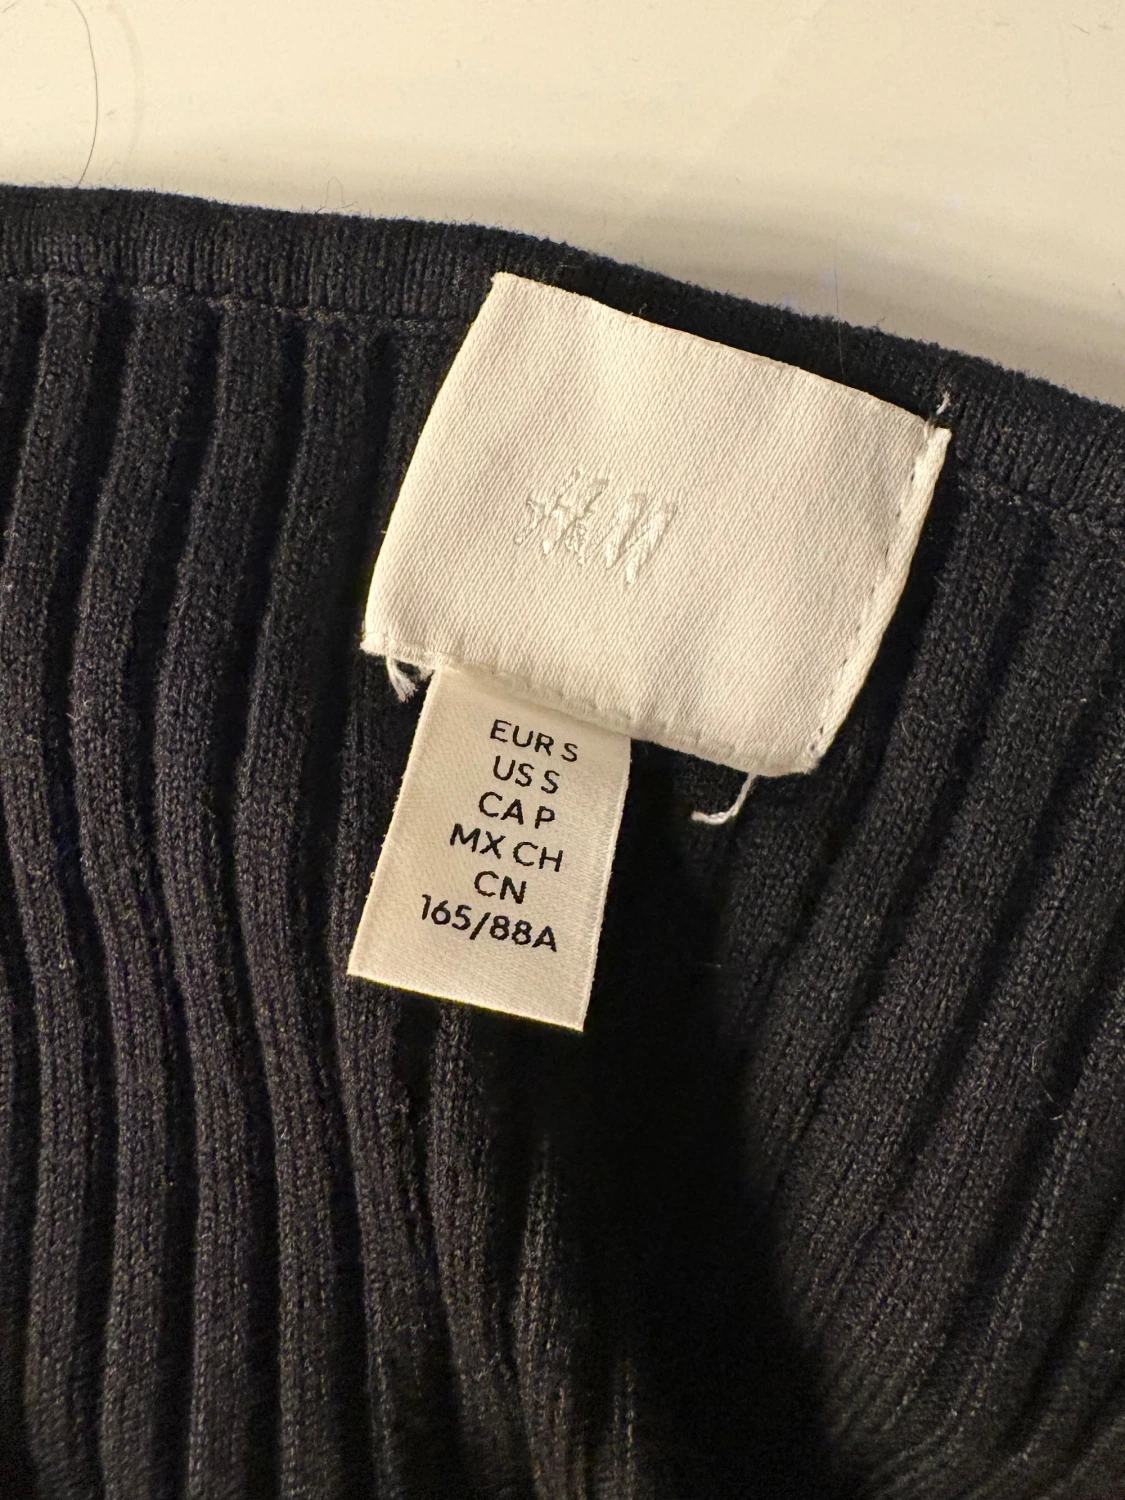 H&M
EUR S
US S
CA P
MX CH
CN
165/88A